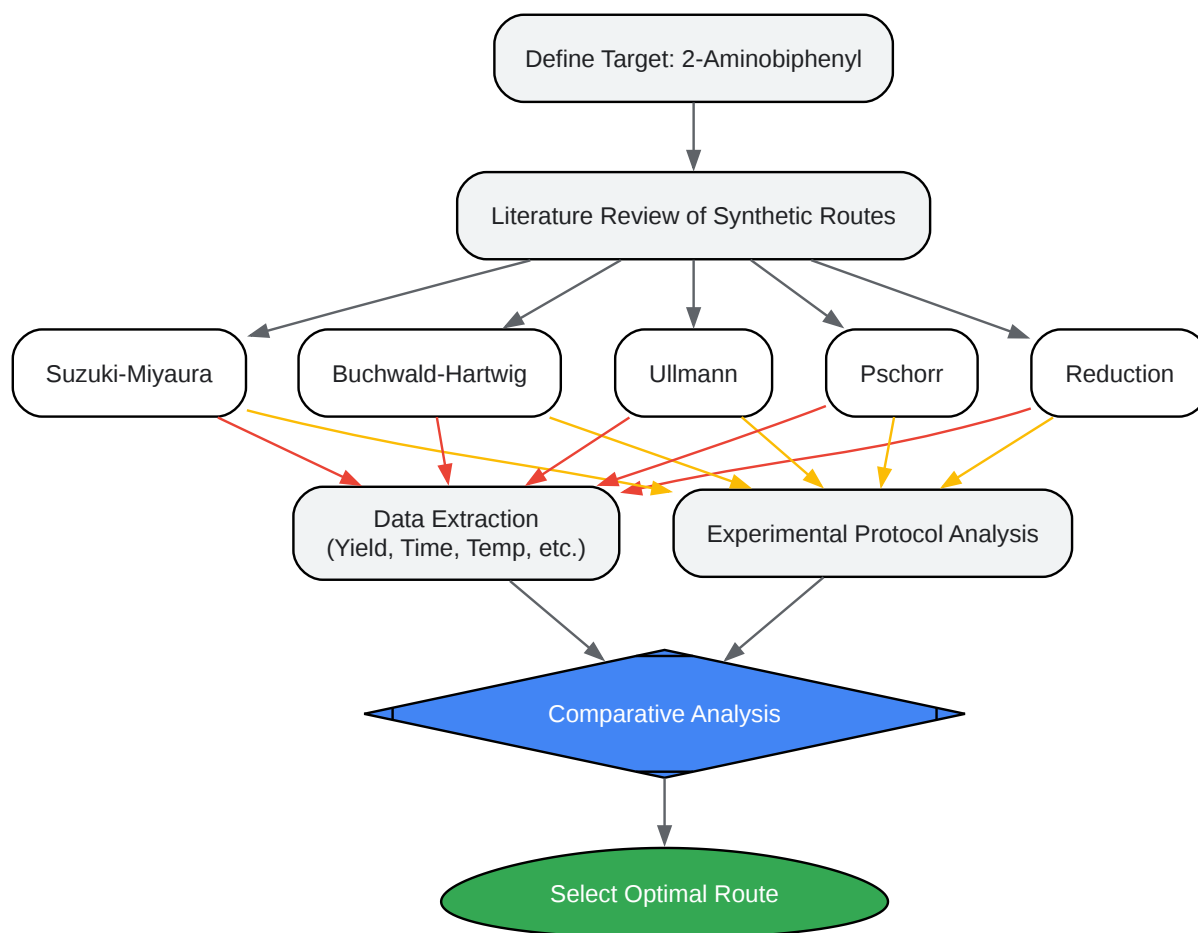 Define Target: 2-Aminobiphenyl
Literature Review of Synthetic Routes
Suzuki-Miyaura
Buchwald-Hartwig
Ullmann
Pschorr
Reduction
Data Extraction
(Yield, Time, Temp, etc.)
Experimental Protocol Analysis
Comparative Analysis
Select Optimal Route